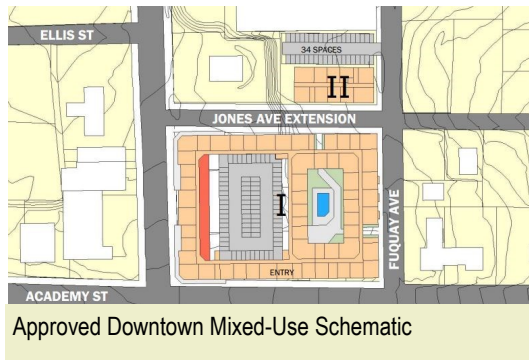 ELLIS ST
34 SPACES
II
JONES AVE EXTENSION
I
FUQUAY AVE
ENTRY
ACADEMY ST
Approved Downtown Mixed-Use Schematic